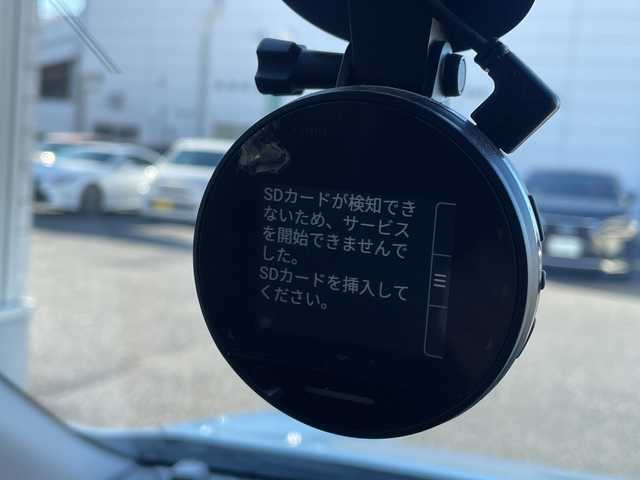 SDカードが検知でき
ないため、サービス
を開始できませんで
した。
SDカードを挿入して
ください。